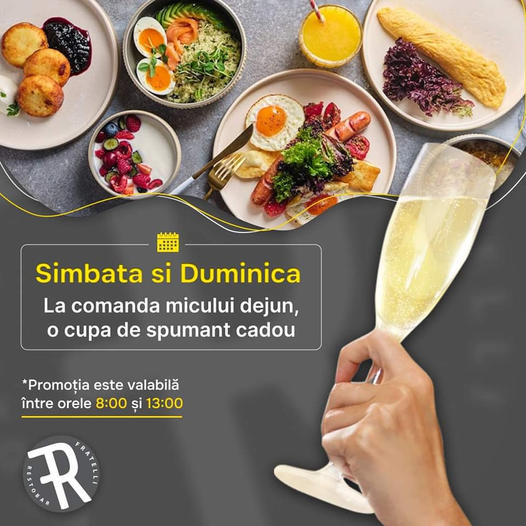 Simbata si Duminica
La comanda micului dejun,
o cupa de spumant cadou
*Promoția este valabilă
între orele 8:00 și 13:00
FRATELLI
RESTOBAR
FR